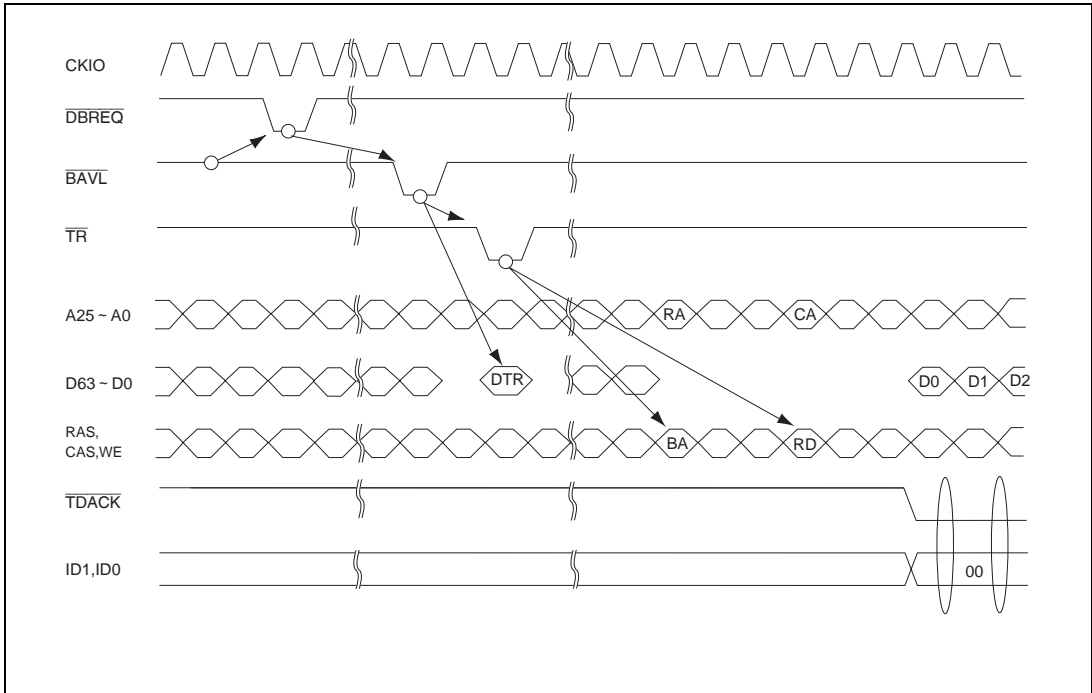 CKIO
DBREQ
BAVL
TR
A25 ~ A0 RA CA
D63 ~ D0 DTR D0 D1 D2
RAS,
CAS,WE BA RD
TDACK
ID1,ID0 00